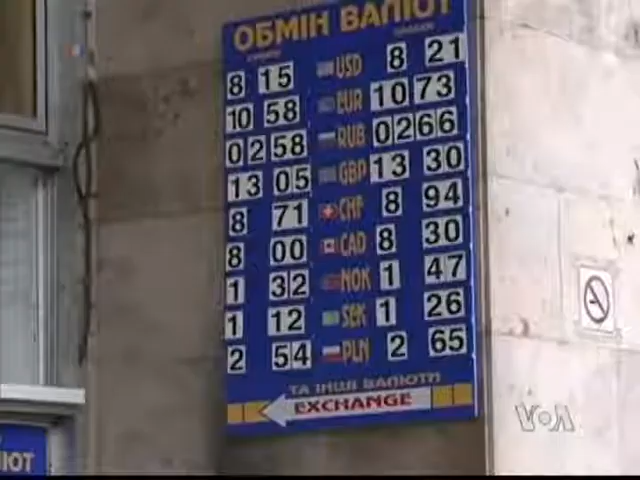 ОБМІН ВАЛЮТ
8 15 USD 8 21
10 58 EUR 10 73
02 58 RUB 02 66
13 05 GBP 13 30
8 71 CHF 8 94
8 00 CAD 8 30
1 32 NOK 1 47
1 12 SEK 1 26
2 54 PLN 2 65
ТА ІНШІ ВАЛЮТИ
EXCHANGE
ЮТ
VOA